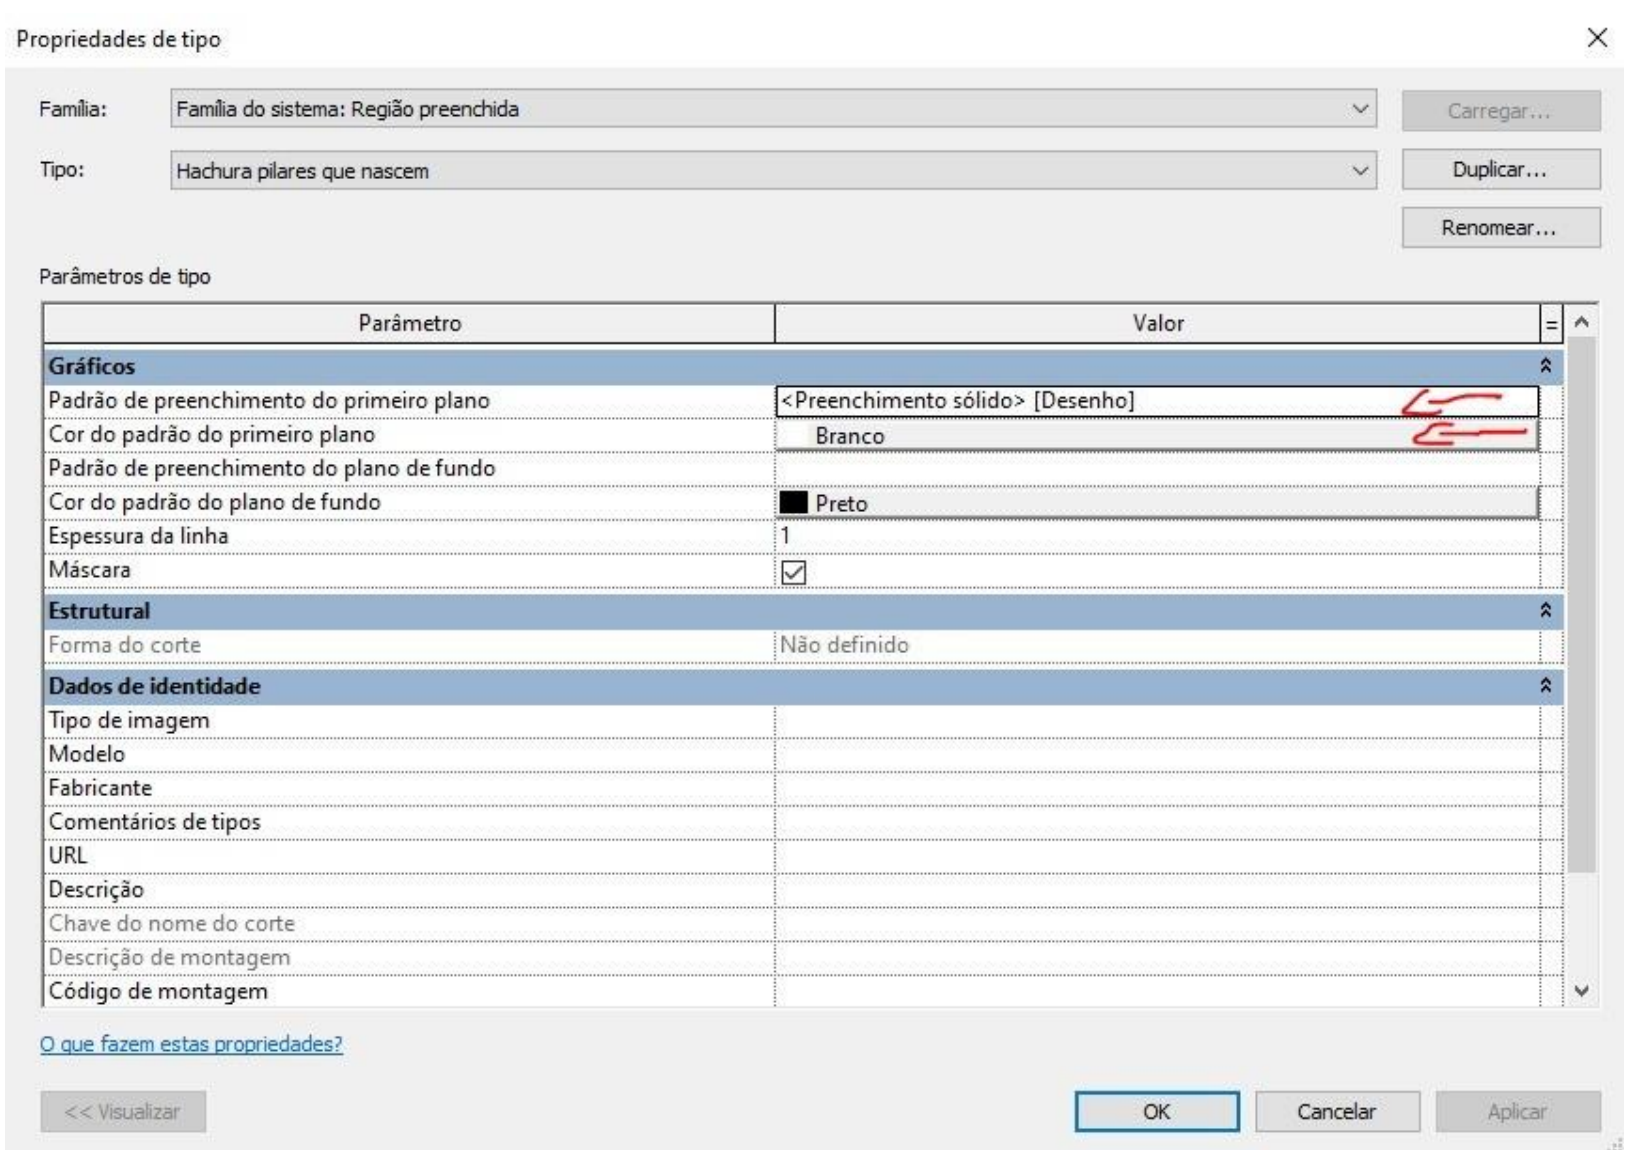 Propriedades de tipo
Família: Família do sistema: Região preenchida Carregar...
Tipo: Hachura pilares que nascem Duplicar...
Renomear...
Parâmetros de tipo
Parâmetro Valor =
Gráficos
Padrão de preenchimento do primeiro plano <Preenchimento sólido> [Desenho]
Cor do padrão do primeiro plano Branco
Padrão de preenchimento do plano de fundo
Cor do padrão do plano de fundo Preto
Espessura da linha 1
Máscara
Estrutural
Forma do corte Não definido
Dados de identidade
Tipo de imagem
Modelo
Fabricante
Comentários de tipos
URL
Descrição
Chave do nome do corte
Descrição de montagem
Código de montagem
O que fazem estas propriedades?
<< Visualizar OK Cancelar Aplicar